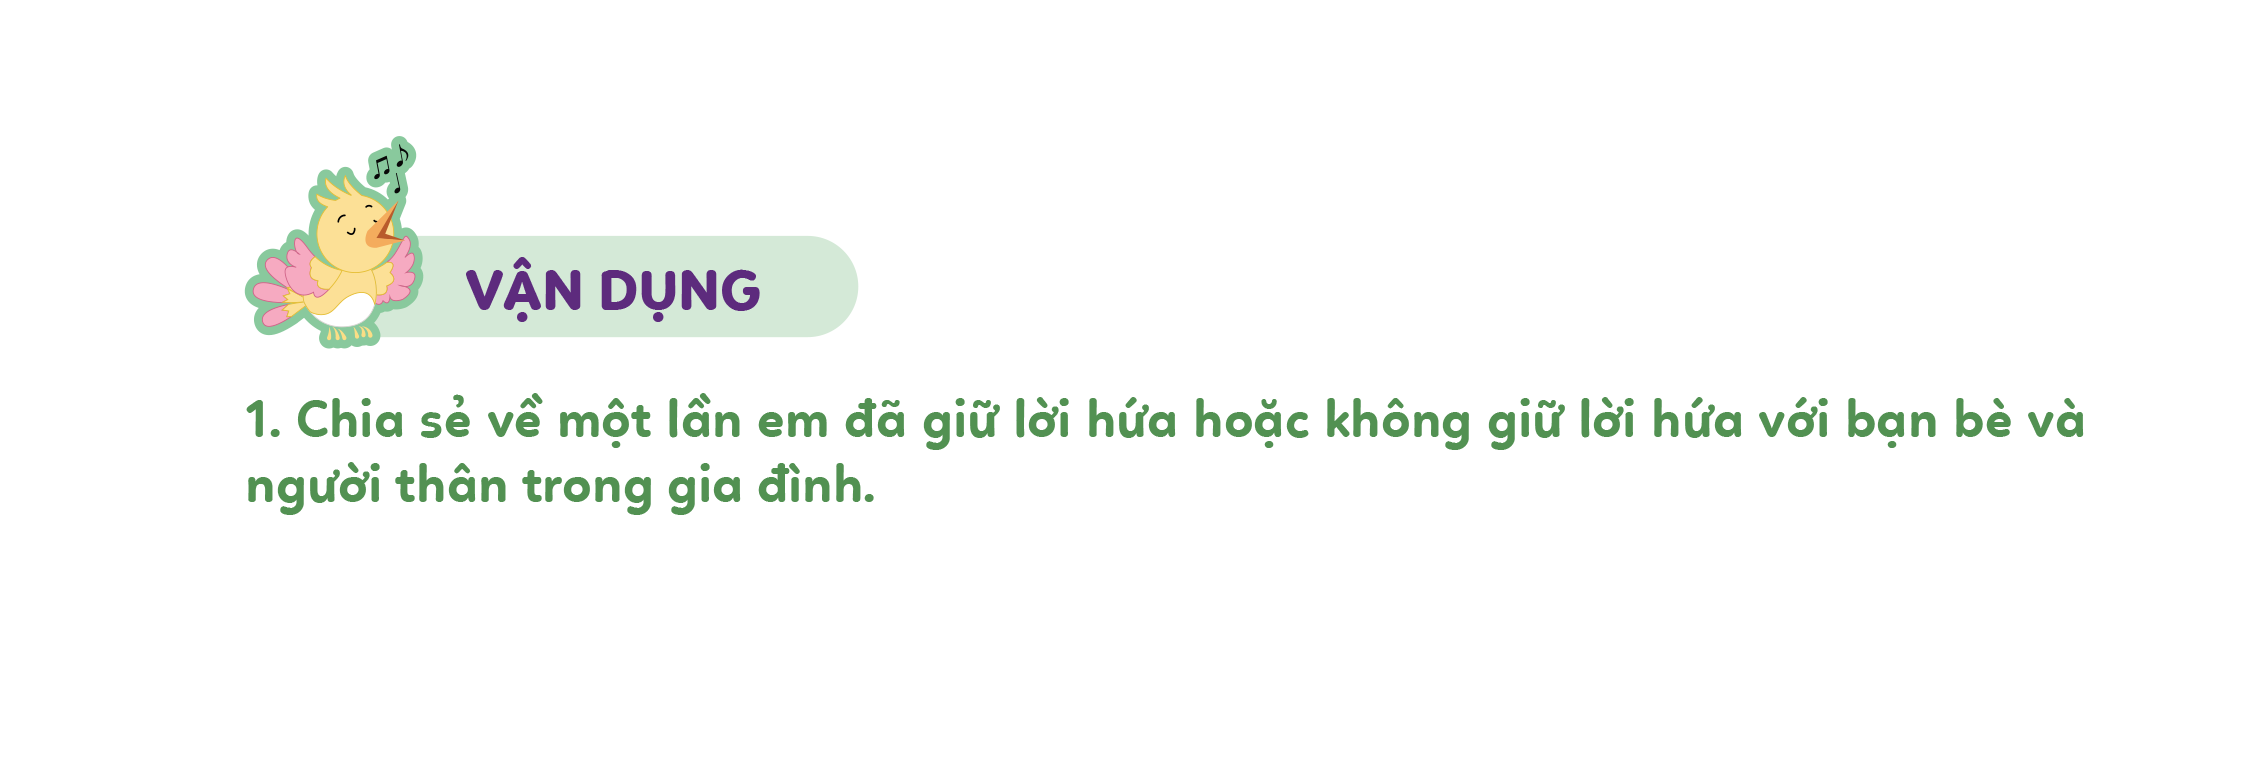 VẬN DỤNG
1. Chia sẻ về một lần em đã giữ lời hứa hoặc không giữ lời hứa với bạn bè và
người thân trong gia đình.